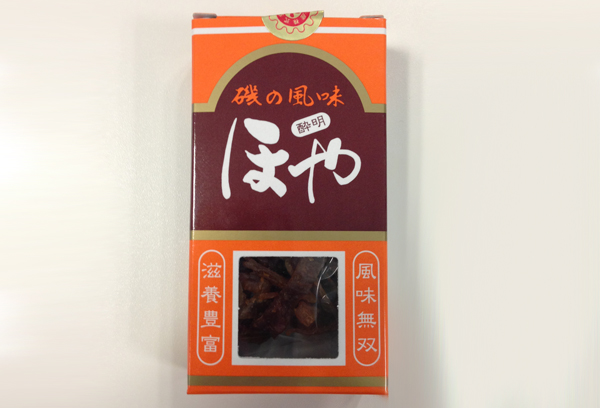 磯の風味
酔明
ほや
滋養豊富
風味無双